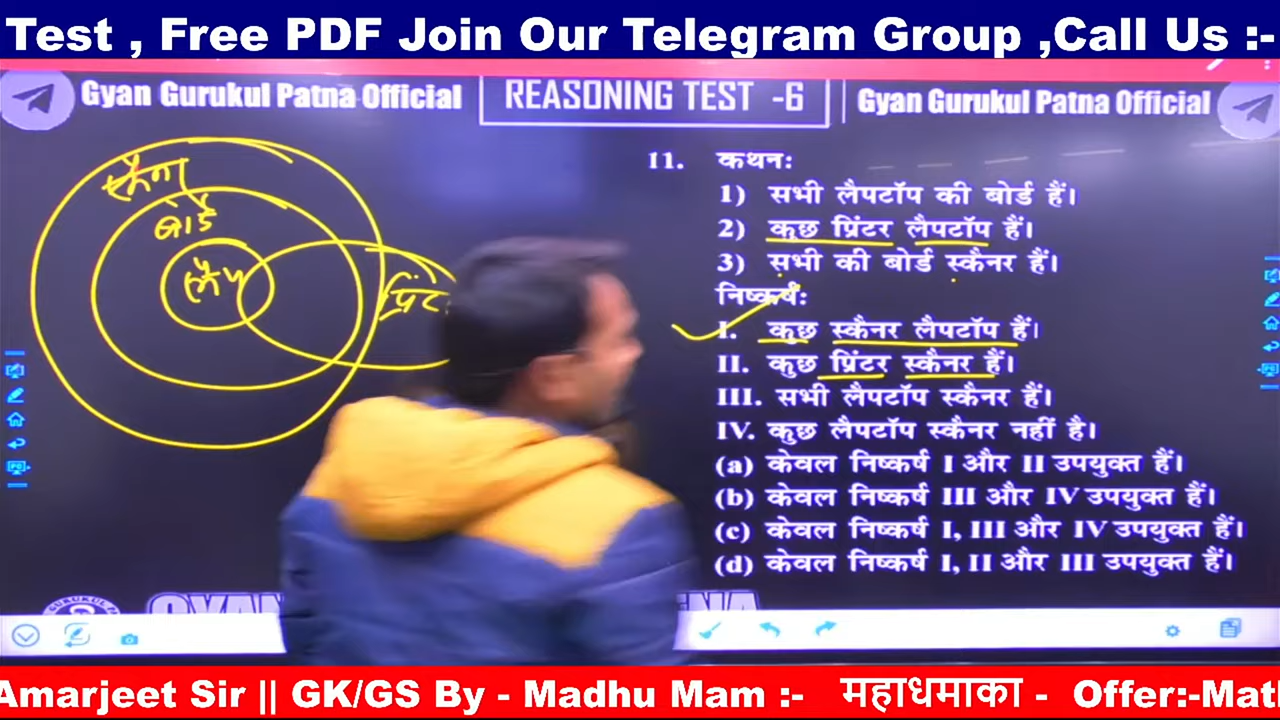 Test , Free PDF Join Our Telegram Group ,Call Us :-
Gyan Gurukul Patna Official
REASONING TEST -6
Gyan Gurukul Patna Official
स्कैनर
बोर्ड
लैप
प्रिंट
11. कथन:
1) सभी लैपटॉप की बोर्ड हैं।
2) कुछ प्रिंटर लैपटॉप हैं।
3) सभी की बोर्ड स्कैनर हैं।
निष्कर्ष:
I. कुछ स्कैनर लैपटॉप हैं।
II. कुछ प्रिंटर स्कैनर हैं।
III. सभी लैपटॉप स्कैनर हैं।
IV. कुछ लैपटॉप स्कैनर नहीं है।
(a) केवल निष्कर्ष I और II उपयुक्त हैं।
(b) केवल निष्कर्ष III और IV उपयुक्त हैं।
(c) केवल निष्कर्ष I, III और IV उपयुक्त हैं।
(d) केवल निष्कर्ष I, II और III उपयुक्त हैं।
Amarjeet Sir || GK/GS By - Madhu Mam :- महाधमाका - Offer:-Mat